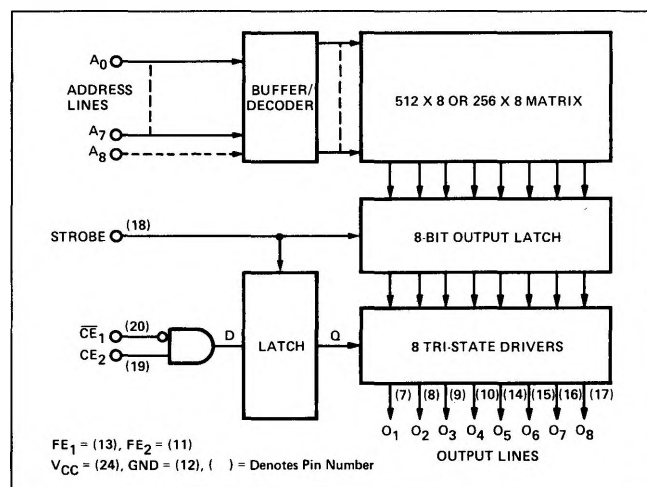 A0
ADDRESS
LINES
A7
A8
BUFFER/
DECODER
512 X 8 OR 256 X 8 MATRIX
STROBE (18)
8-BIT OUTPUT LATCH
CE1 (20)
CE2 (19)
D
LATCH
Q
8 TRI-STATE DRIVERS
(7) (8) (9) (10) (14) (15) (16) (17)
O1 O2 O3 O4 O5 O6 O7 O8
OUTPUT LINES
FE1 = (13), FE2 = (11)
VCC = (24), GND = (12), ( ) = Denotes Pin Number